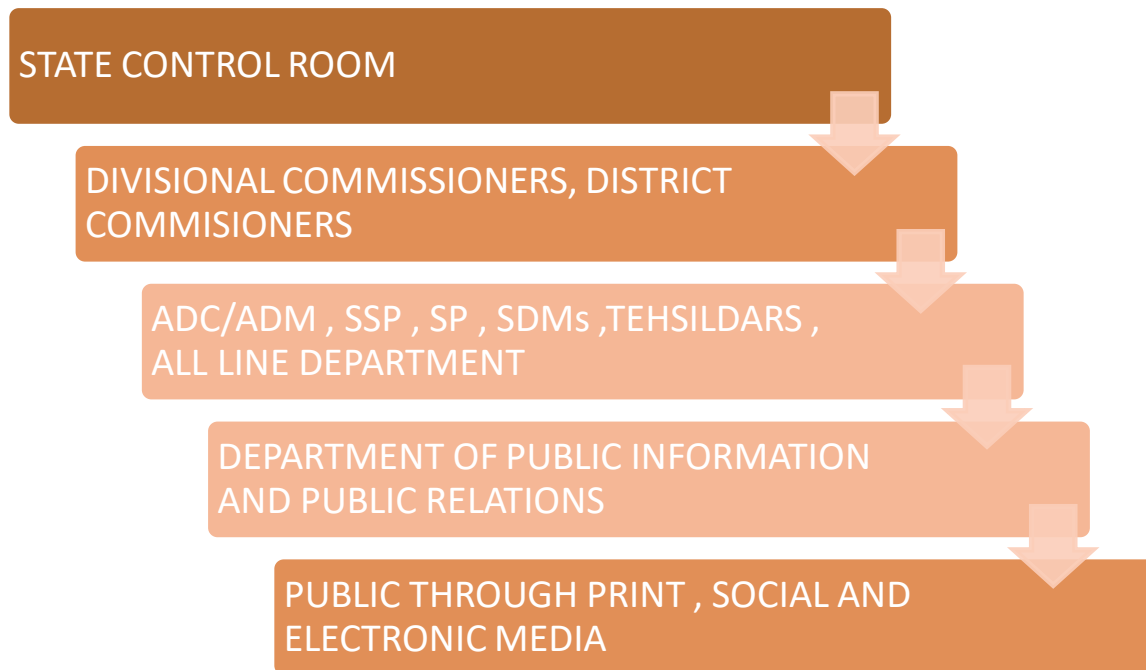 STATE CONTROL ROOM
DIVISIONAL COMMISSIONERS, DISTRICT
COMMISIONERS
ADC/ADM , SSP , SP , SDMs ,TEHSILDARS ,
ALL LINE DEPARTMENT
DEPARTMENT OF PUBLIC INFORMATION
AND PUBLIC RELATIONS
PUBLIC THROUGH PRINT , SOCIAL AND
ELECTRONIC MEDIA